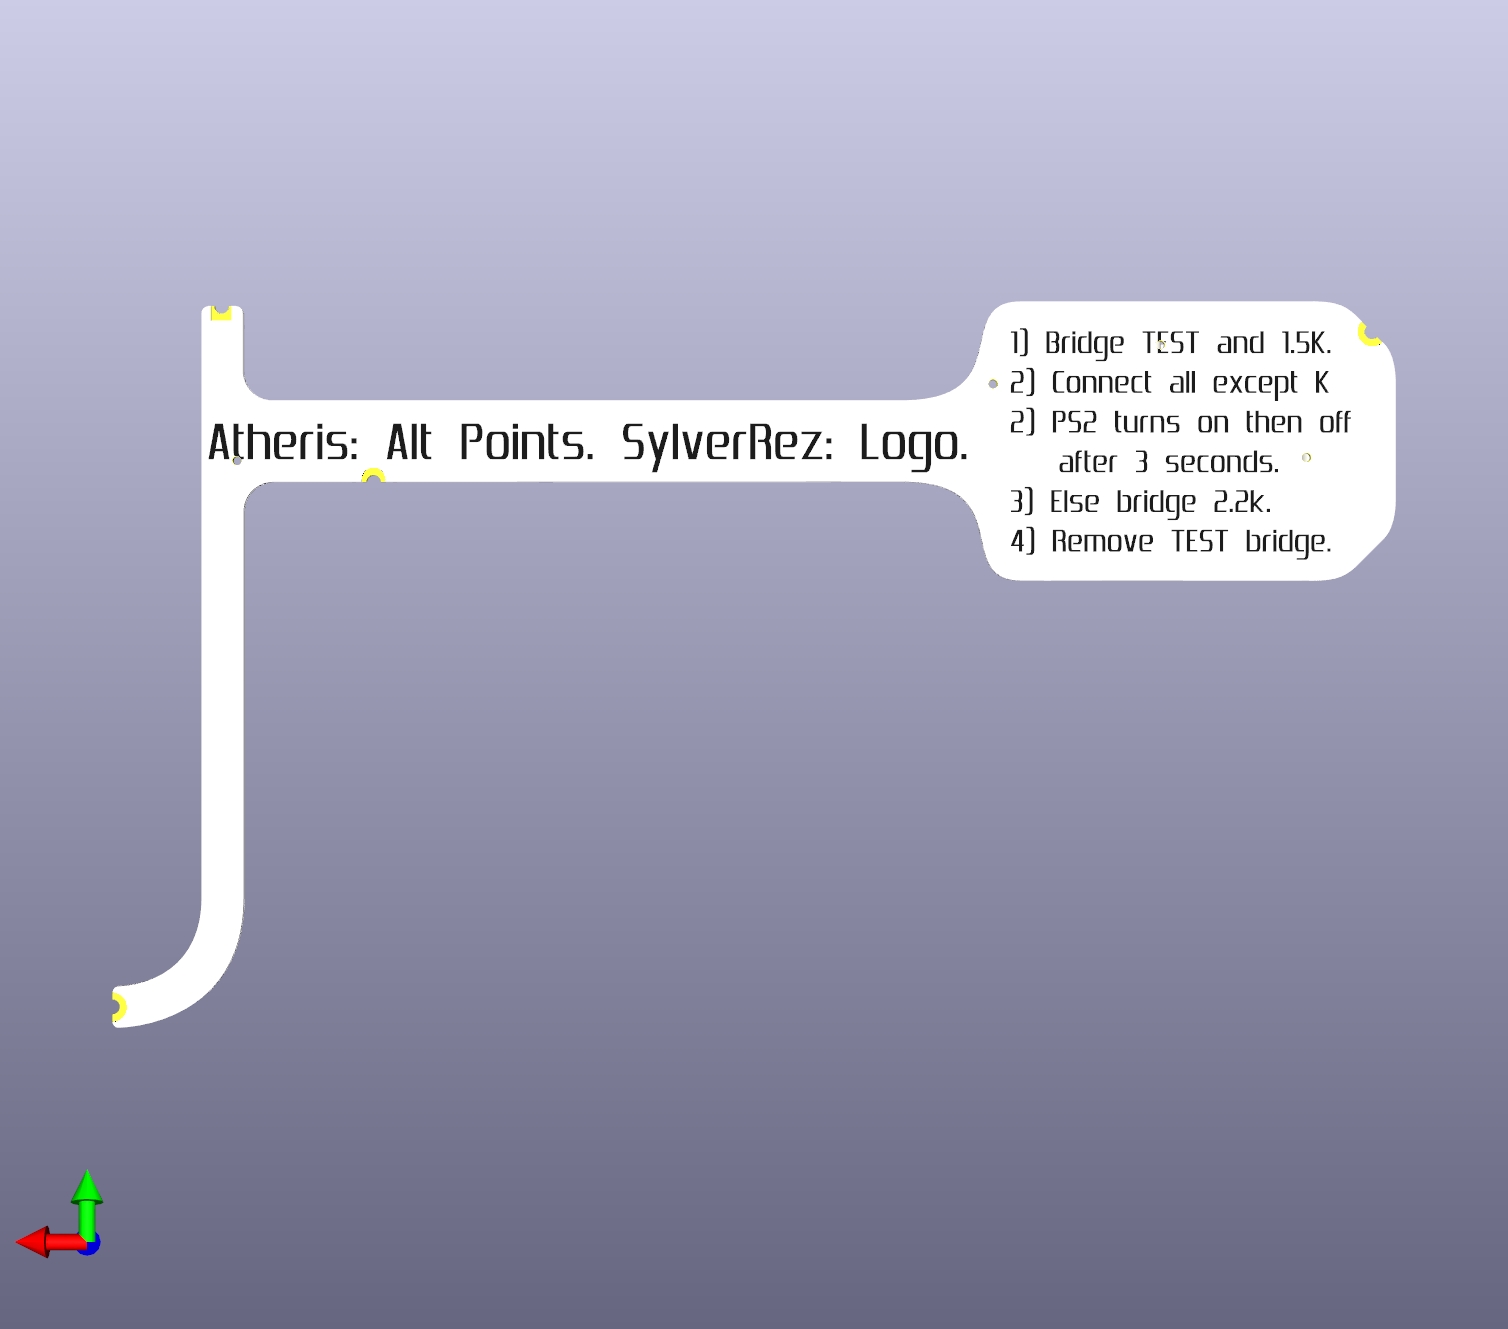 Atheris: Alt Points. SylverRez: Logo.
1) Bridge TEST and 1.5K.
2) Connect all except K
2) PS2 turns on then off
after 3 seconds.
3) Else bridge 2.2k.
4) Remove TEST bridge.